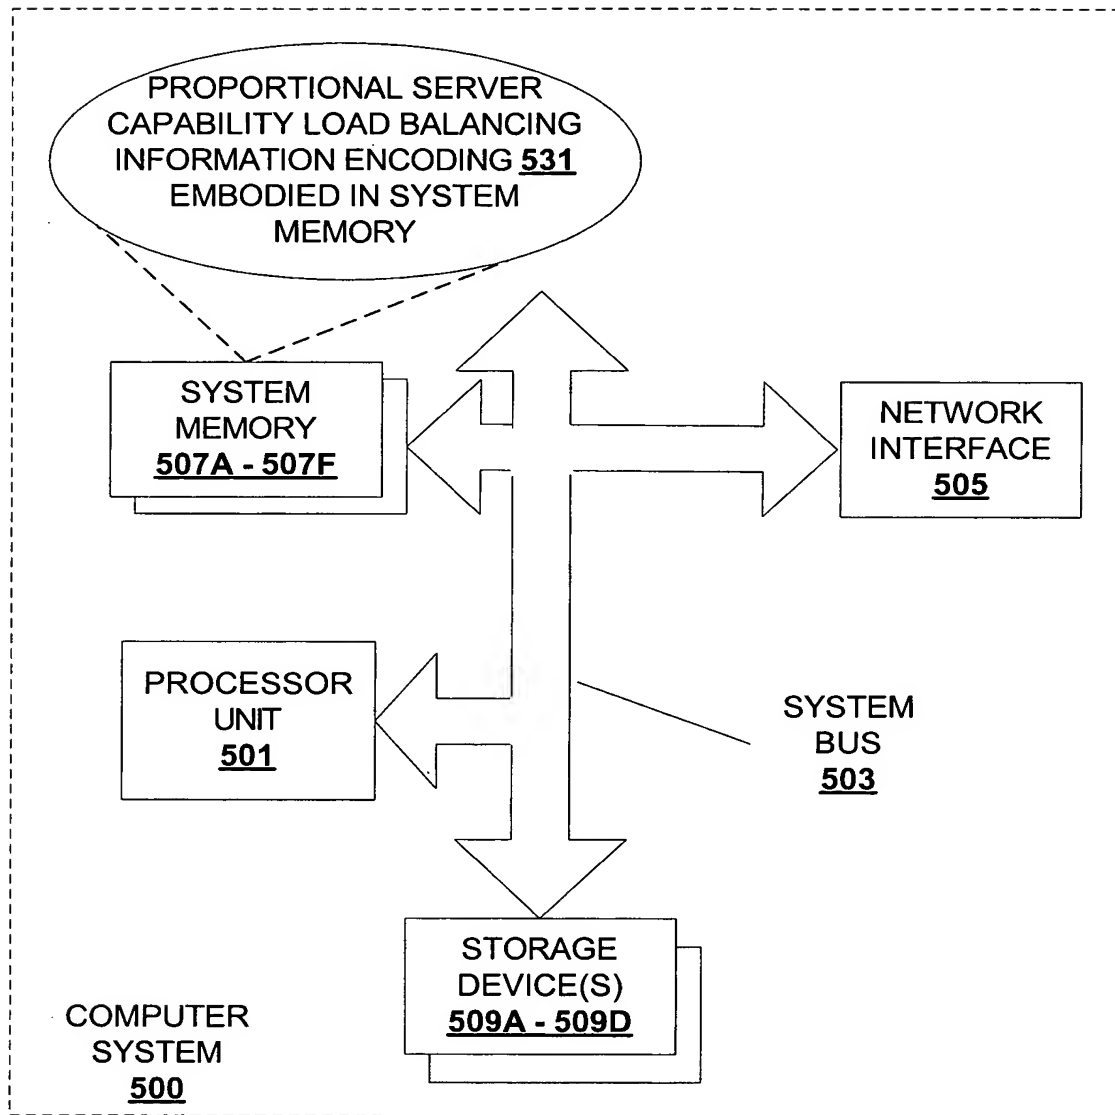 PROPORTIONAL SERVER
CAPABILITY LOAD BALANCING
INFORMATION ENCODING 531
EMBODIED IN SYSTEM
MEMORY
SYSTEM
MEMORY
507A - 507F
NETWORK
INTERFACE
505
PROCESSOR
UNIT
501
SYSTEM
BUS
503
STORAGE
DEVICE(S)
509A - 509D
COMPUTER
SYSTEM
500